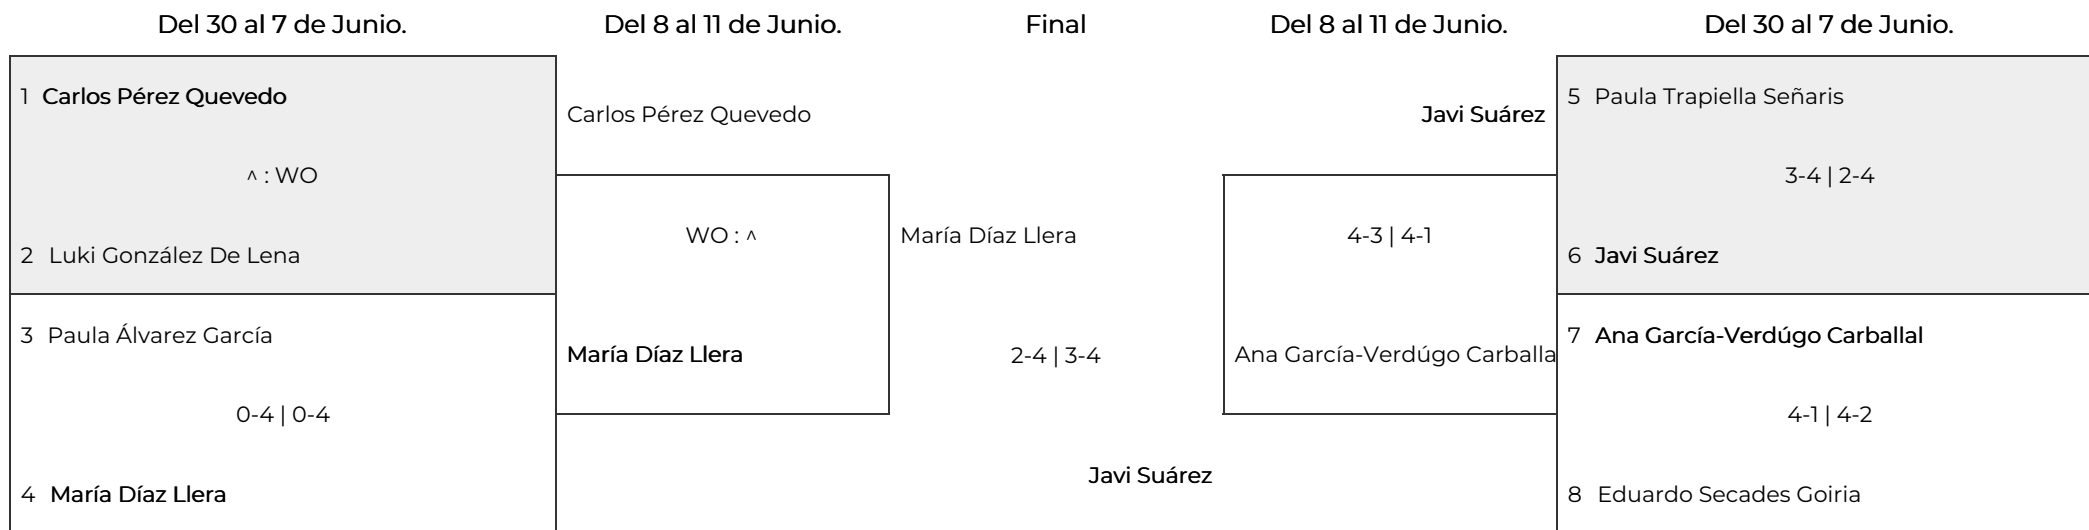 Del 30 al 7 de Junio.
Del 8 al 11 de Junio.
Final
Del 8 al 11 de Junio.
Del 30 al 7 de Junio.
1 Carlos Pérez Quevedo
^ : WO
2 Luki González De Lena
3 Paula Álvarez García
0-4 | 0-4
4 María Díaz Llera
Carlos Pérez Quevedo
WO : ^
María Díaz Llera
María Díaz Llera
2-4 | 3-4
Javi Suárez
Javi Suárez
4-3 | 4-1
Ana García-Verdúgo Carballa
5 Paula Trapiella Señaris
3-4 | 2-4
6 Javi Suárez
7 Ana García-Verdúgo Carballal
4-1 | 4-2
8 Eduardo Secades Goiria